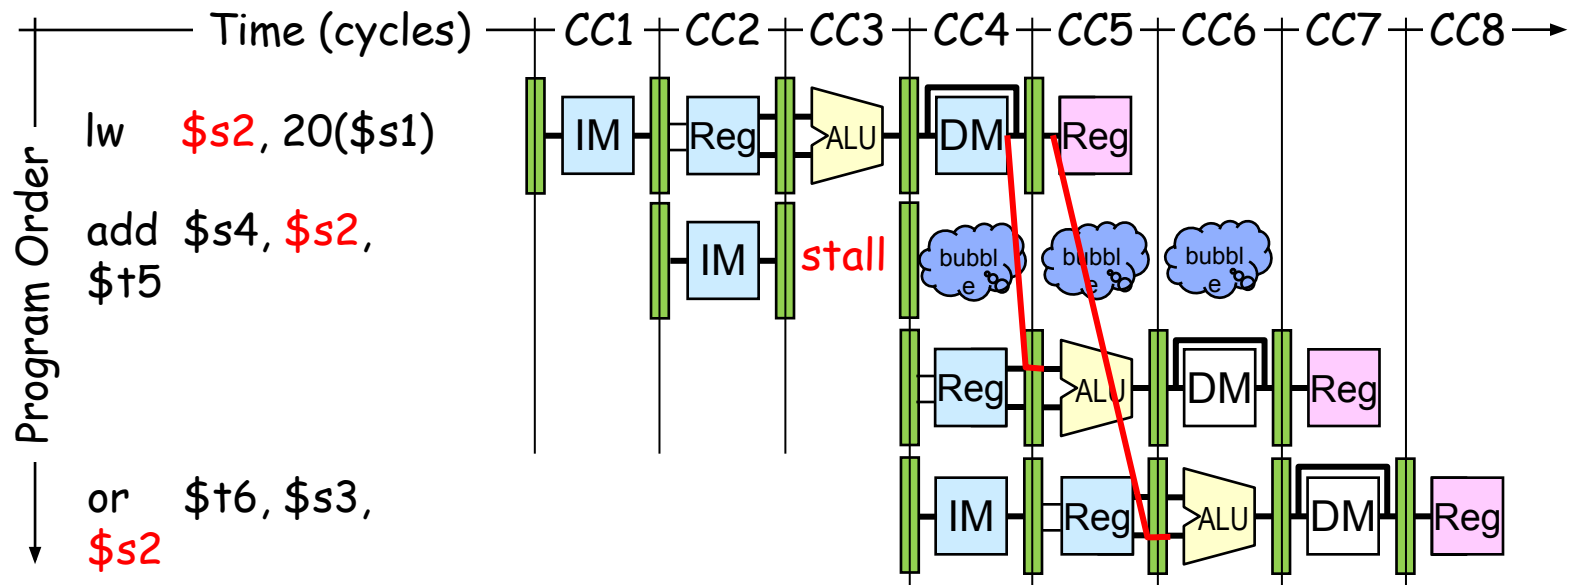 Time (cycles) CC1 CC2 CC3 CC4 CC5 CC6 CC7 CC8
Program Order
lw $s2, 20($s1)
IM Reg ALU DM Reg
add $s4, $s2,
$t5
IM stall
bubbl
e
bubbl
e
bubbl
e
Reg ALU DM Reg
or $t6, $s3,
$s2
IM Reg ALU DM Reg